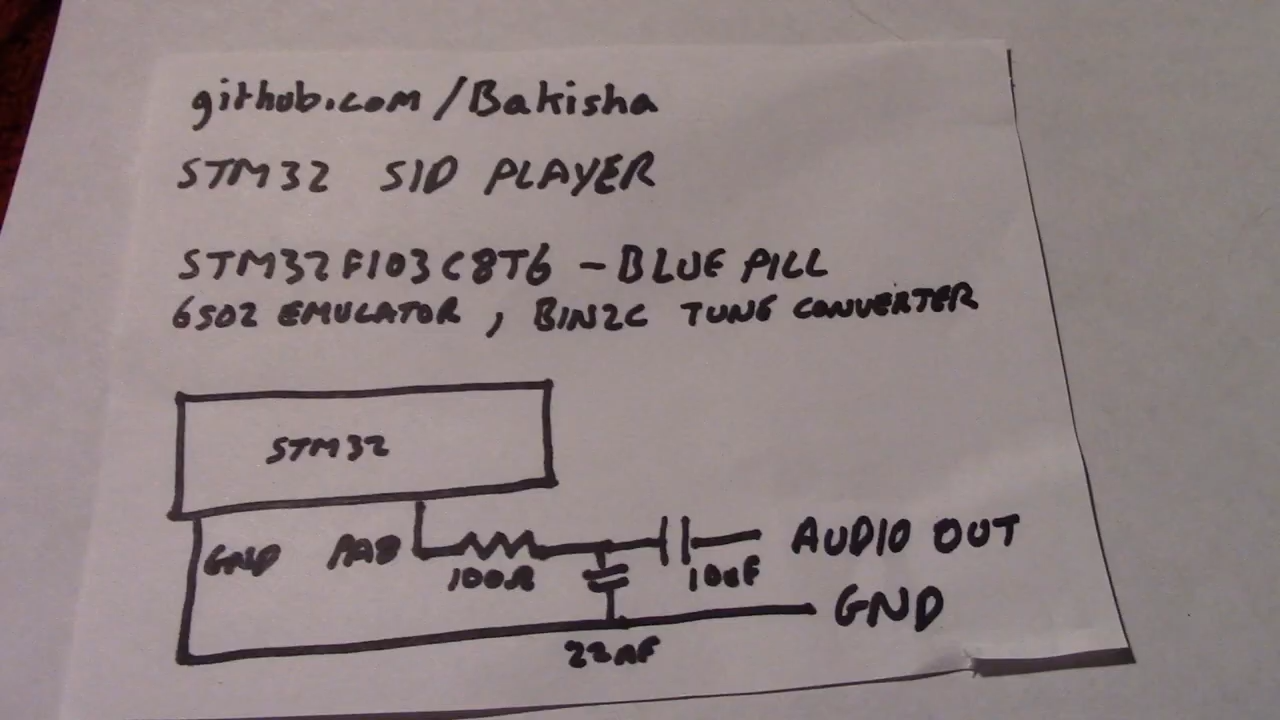 github.com/Bakisha
STM32 SID PLAYER
STM32F103C8T6 - BLUE PILL
6502 EMULATOR, BIN2C TUNE CONVERTER
STM32
GND PA8 100Ω 10uF AUDIO OUT
GND
22nF